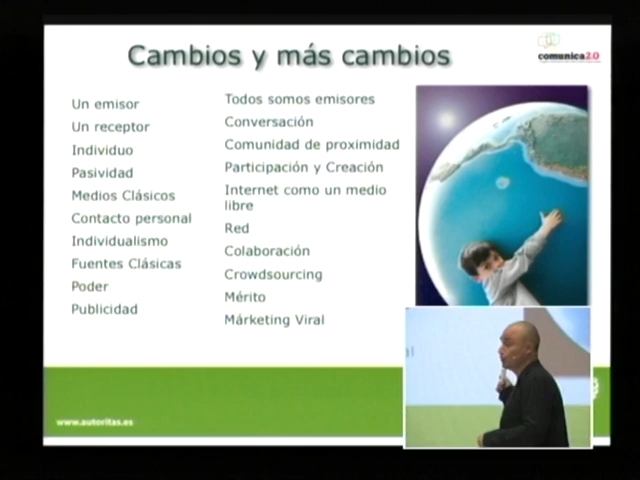 Cambios y más cambios
comunica2.0
Un emisor
Un receptor
Individuo
Pasividad
Medios Clásicos
Contacto personal
Individualismo
Fuentes Clásicas
Poder
Publicidad
Todos somos emisores
Conversación
Comunidad de proximidad
Participación y Creación
Internet como un medio
libre
Red
Colaboración
Crowdsourcing
Mérito
Márketing Viral
www.autoritas.es